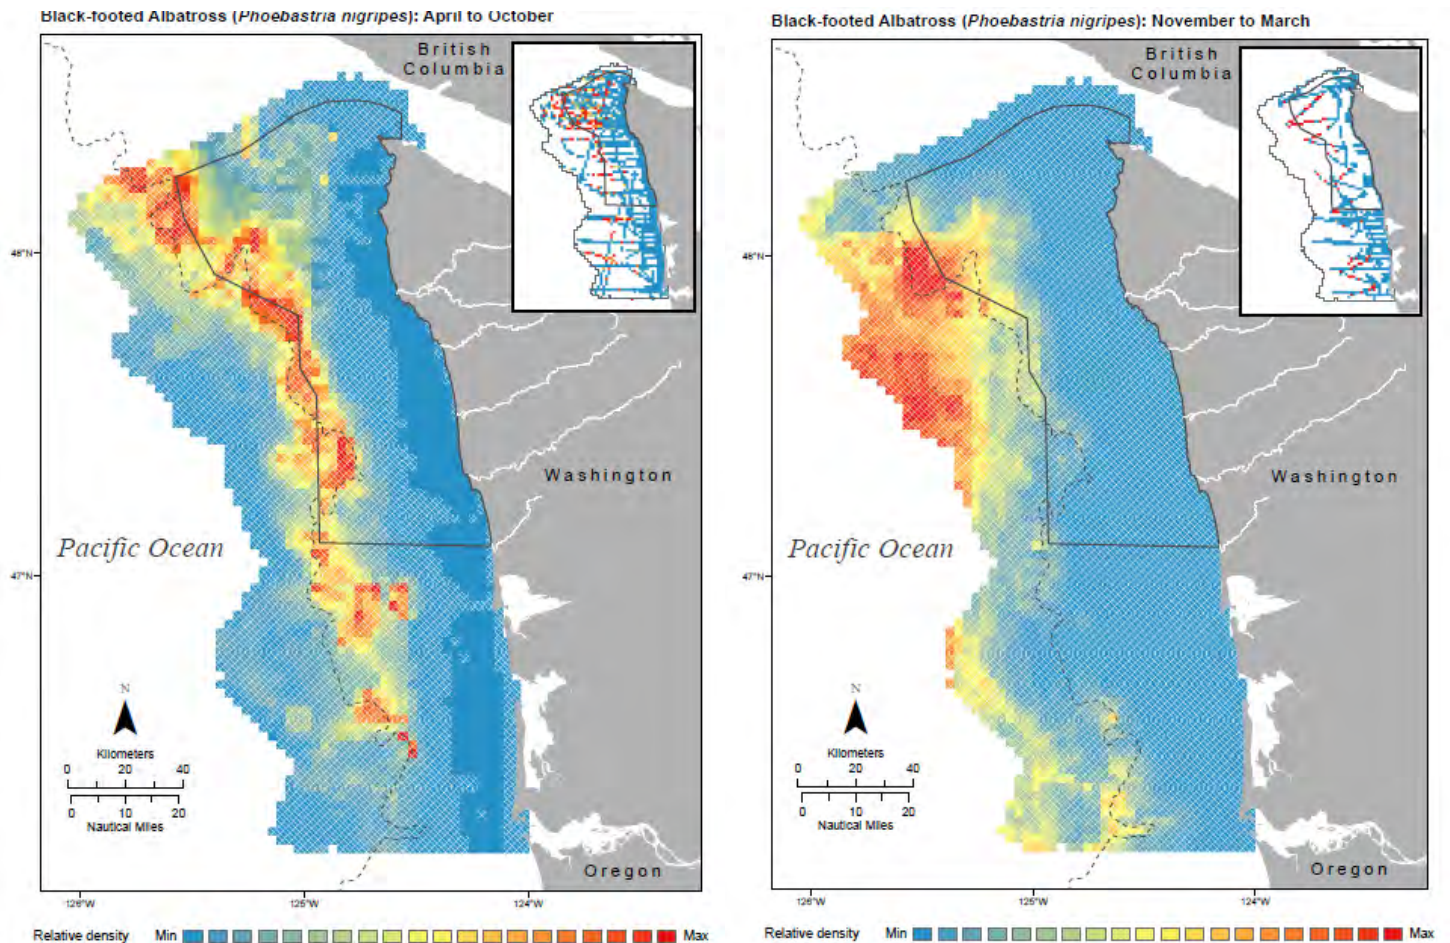 Black-footed Albatross (Phoebastria nigripes): April to October
British
Columbia
48°N
Washington
Pacific Ocean
47°N
N
Kilometers
0 20 40
0 10 20
Nautical Miles
Oregon
126°W 125°W 124°W
Relative density Min Max
Black-footed Albatross (Phoebastria nigripes): November to March
British
Columbia
48°N
Washington
Pacific Ocean
47°N
N
Kilometers
0 20 40
0 10 20
Nautical Miles
Oregon
126°W 125°W 124°W
Relative density Min Max